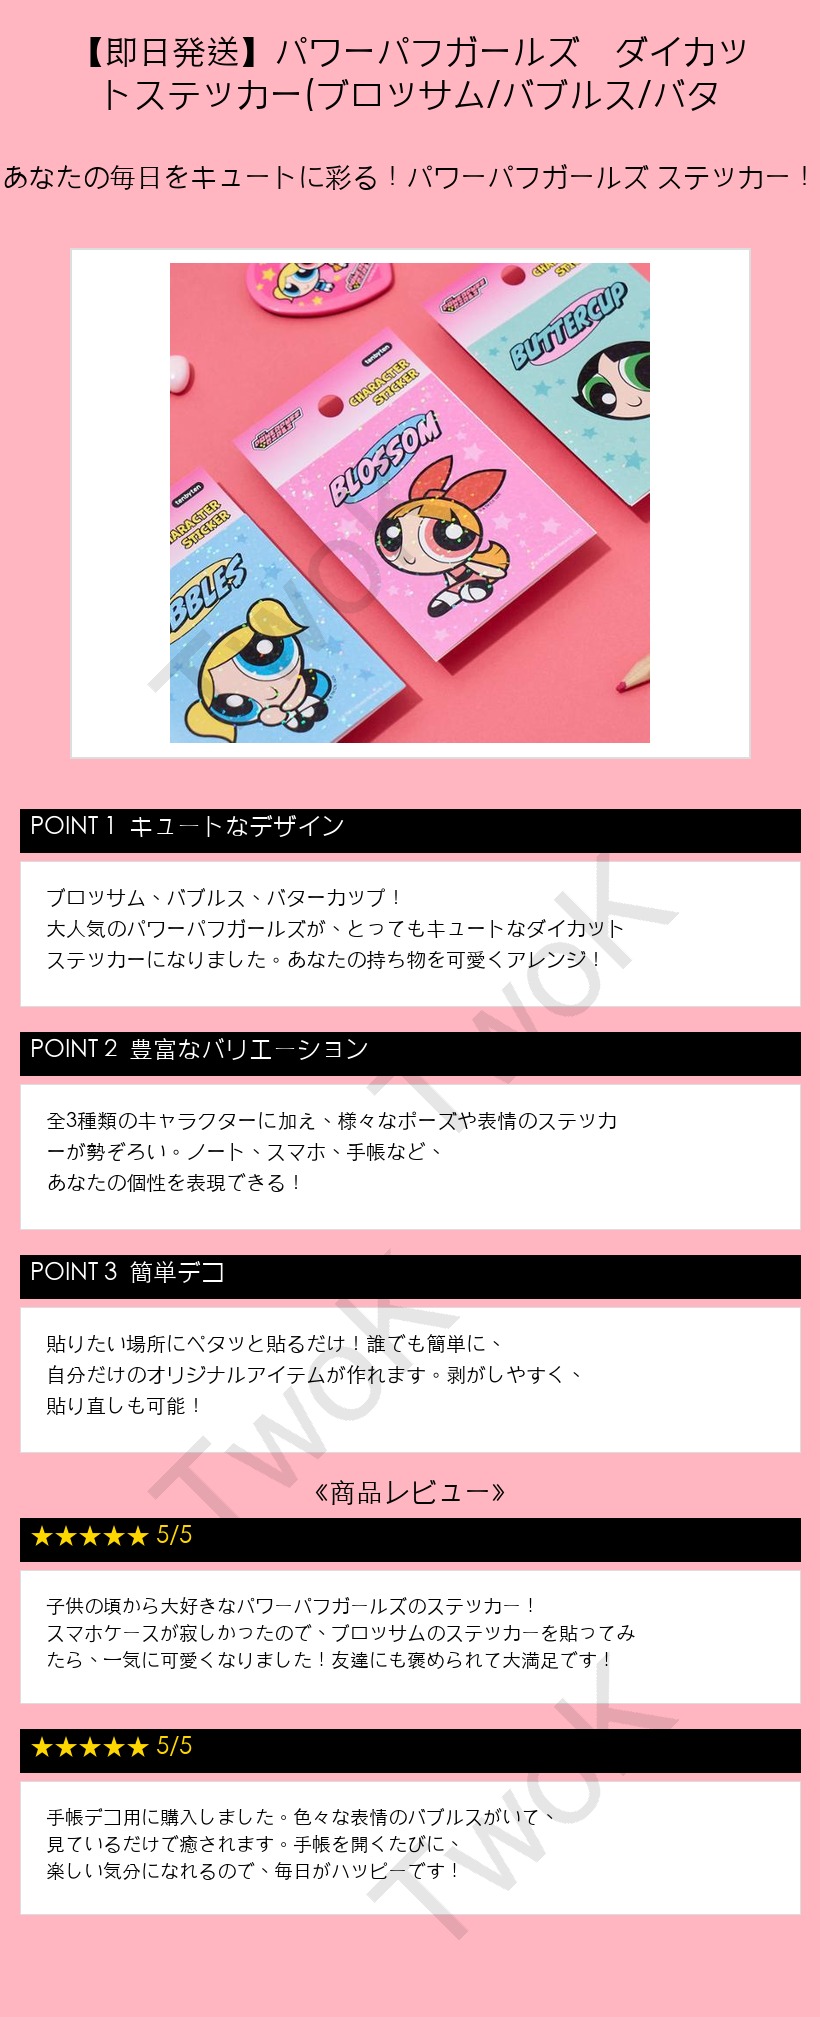 【即日発送】パワーパフガールズ　ダイカッ
トステッカー(ブロッサム/バブルス/バタ
あなたの毎日をキュートに彩る！パワーパフガールズ ステッカー！
BUTTERCUP
tenbyten
CHARACTER
STICKER
BLOSSOM
tenbyten
CHARACTER
STICKER
BBLES
TwoK
POINT 1 キュートなデザイン
ブロッサム、バブルス、バターカップ！
大人気のパワーパフガールズが、とってもキュートなダイカット
ステッカーになりました。あなたの持ち物を可愛くアレンジ！
TwoK
POINT 2 豊富なバリエーション
全3種類のキャラクターに加え、様々なポーズや表情のステッカ
ーが勢ぞろい。ノート、スマホ、手帳など、
あなたの個性を表現できる！
POINT 3 簡単デコ
貼りたい場所にペタッと貼るだけ！誰でも簡単に、
自分だけのオリジナルアイテムが作れます。剥がしやすく、
貼り直しも可能！
TwoK
《商品レビュー》
★★★★★ 5/5
子供の頃から大好きなパワーパフガールズのステッカー！
スマホケースが寂しかったので、ブロッサムのステッカーを貼ってみ
たら、一気に可愛くなりました！友達にも褒められて大満足です！
★★★★★ 5/5
手帳デコ用に購入しました。色々な表情のバブルスがいて、
見ているだけで癒されます。手帳を開くたびに、
楽しい気分になれるので、毎日がハッピーです！
TwoK